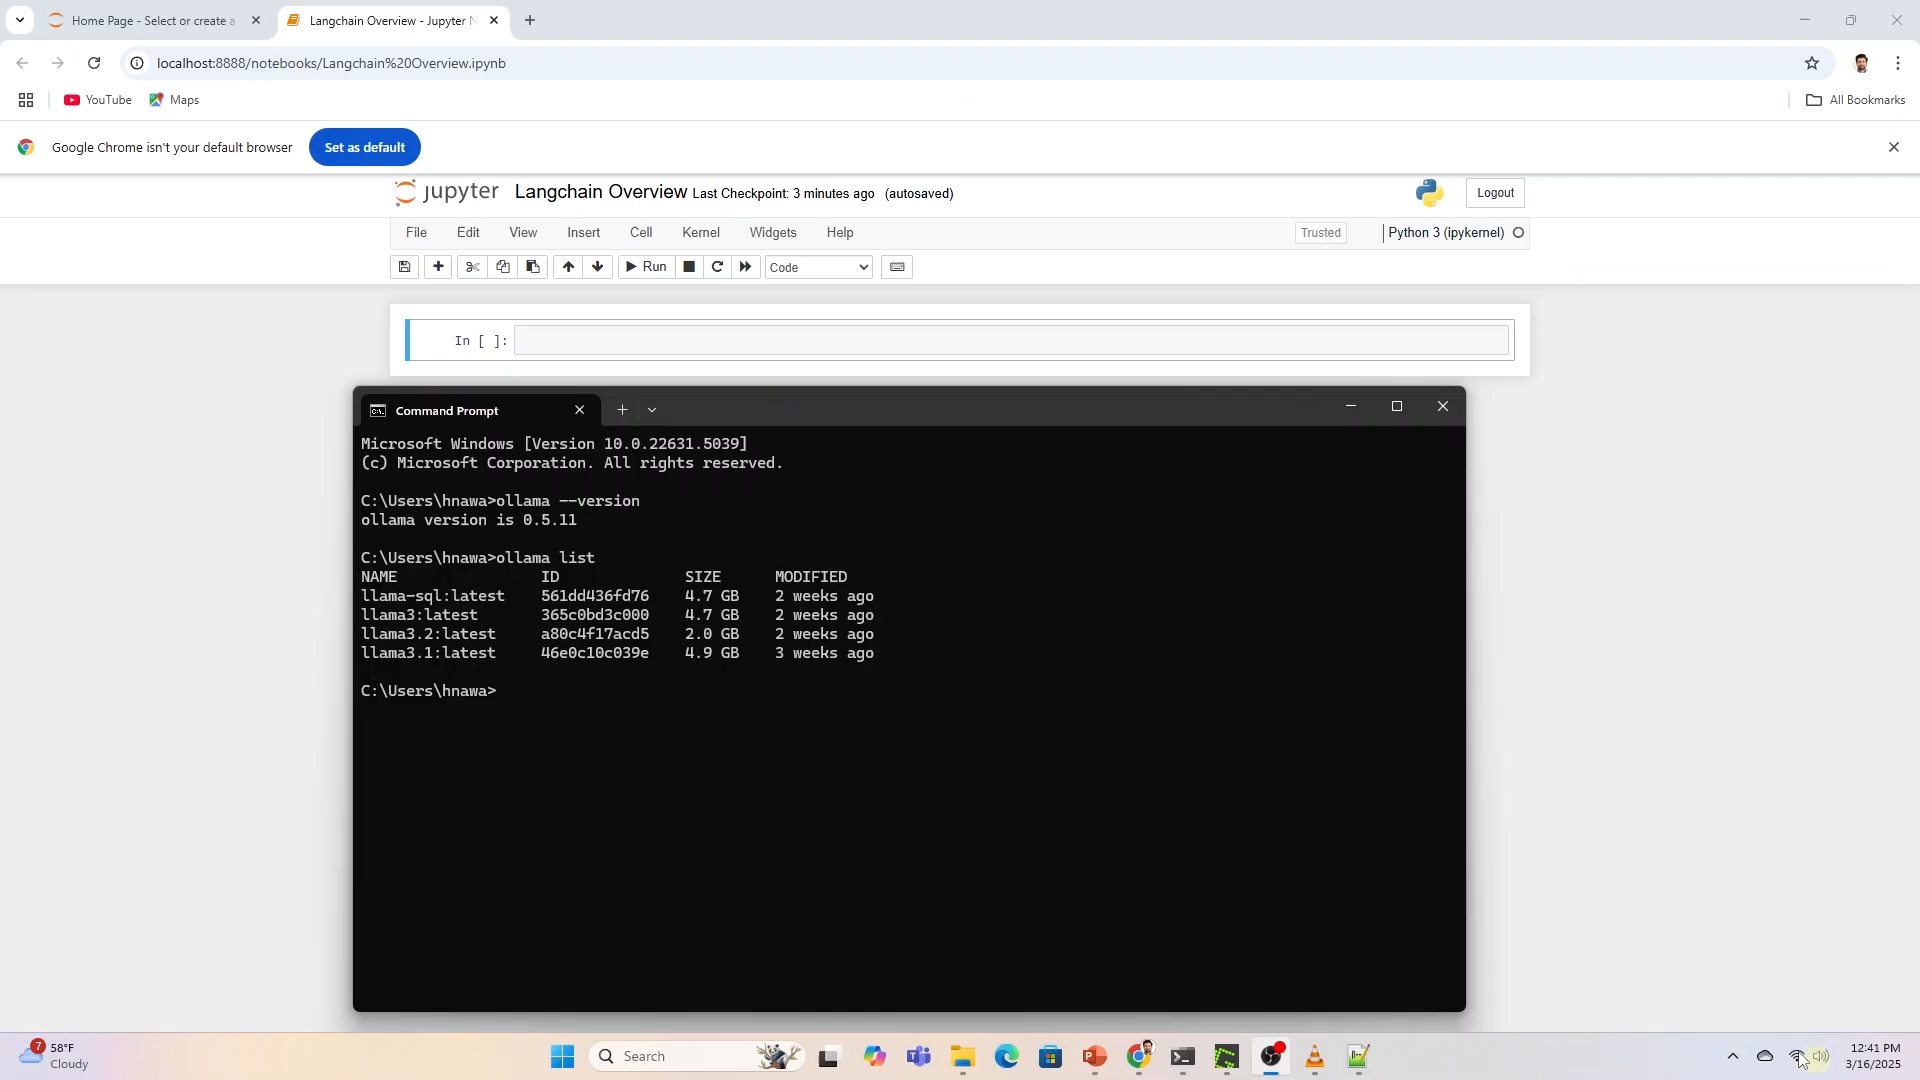 Home Page - Select or create a
Langchain Overview - Jupyter N
localhost:8888/notebooks/Langchain%20Overview.ipynb
YouTube
Maps
All Bookmarks
Google Chrome isn't your default browser
Set as default
jupyter
Langchain Overview Last Checkpoint: 3 minutes ago (autosaved)
Logout
File Edit View Insert Cell Kernel Widgets Help
Trusted
Python 3 (ipykernel)
Run
Code
In [ ]:
Command Prompt
Microsoft Windows [Version 10.0.22631.5039]
(c) Microsoft Corporation. All rights reserved.
C:\Users\hnawa>ollama --version
ollama version is 0.5.11
C:\Users\hnawa>ollama list
NAME ID SIZE MODIFIED
llama-sql:latest 561dd436fd76 4.7 GB 2 weeks ago
llama3:latest 365c0bd3c000 4.7 GB 2 weeks ago
llama3.2:latest a80c4f17acd5 2.0 GB 2 weeks ago
llama3.1:latest 46e0c10c039e 4.9 GB 3 weeks ago
C:\Users\hnawa>
7
58°F
Cloudy
Search
12:41 PM
3/16/2025